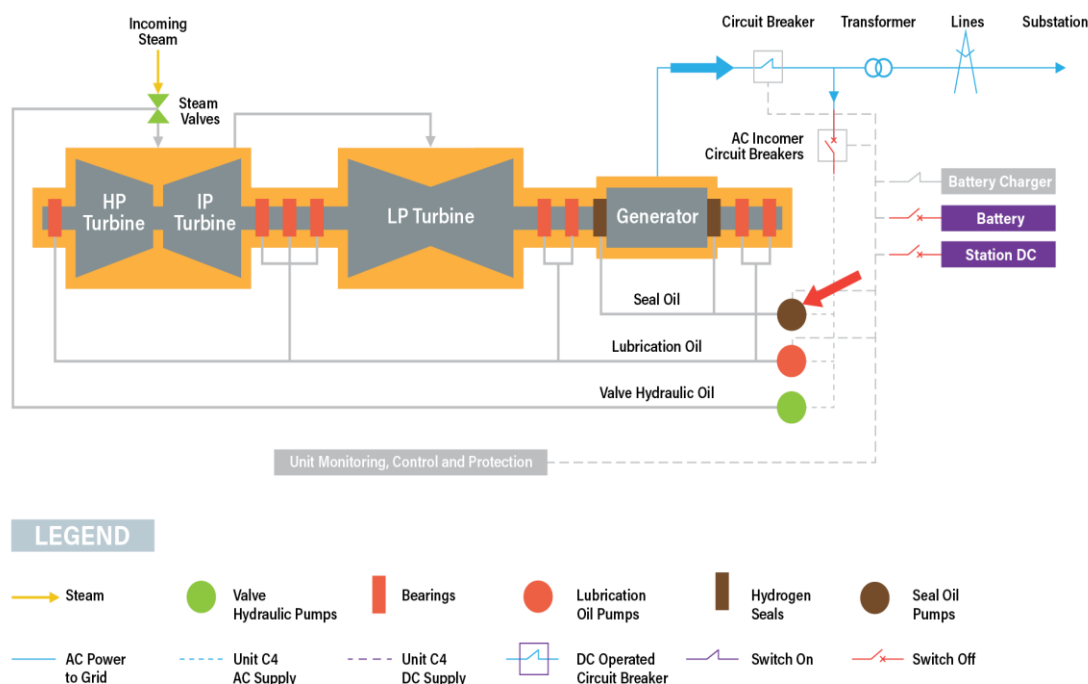 Incoming
Steam
Circuit Breaker
Transformer
Lines
Substation
Steam
Valves
AC Incomer
Circuit Breakers
Battery Charger
HP
Turbine
IP
Turbine
LP Turbine
Generator
Battery
Station DC
Seal Oil
Lubrication Oil
Valve Hydraulic Oil
Unit Monitoring, Control and Protection
LEGEND
Steam
Valve
Hydraulic Pumps
Bearings
Lubrication
Oil Pumps
Hydrogen
Seals
Seal Oil
Pumps
AC Power
to Grid
Unit C4
AC Supply
Unit C4
DC Supply
DC Operated
Circuit Breaker
Switch On
Switch Off